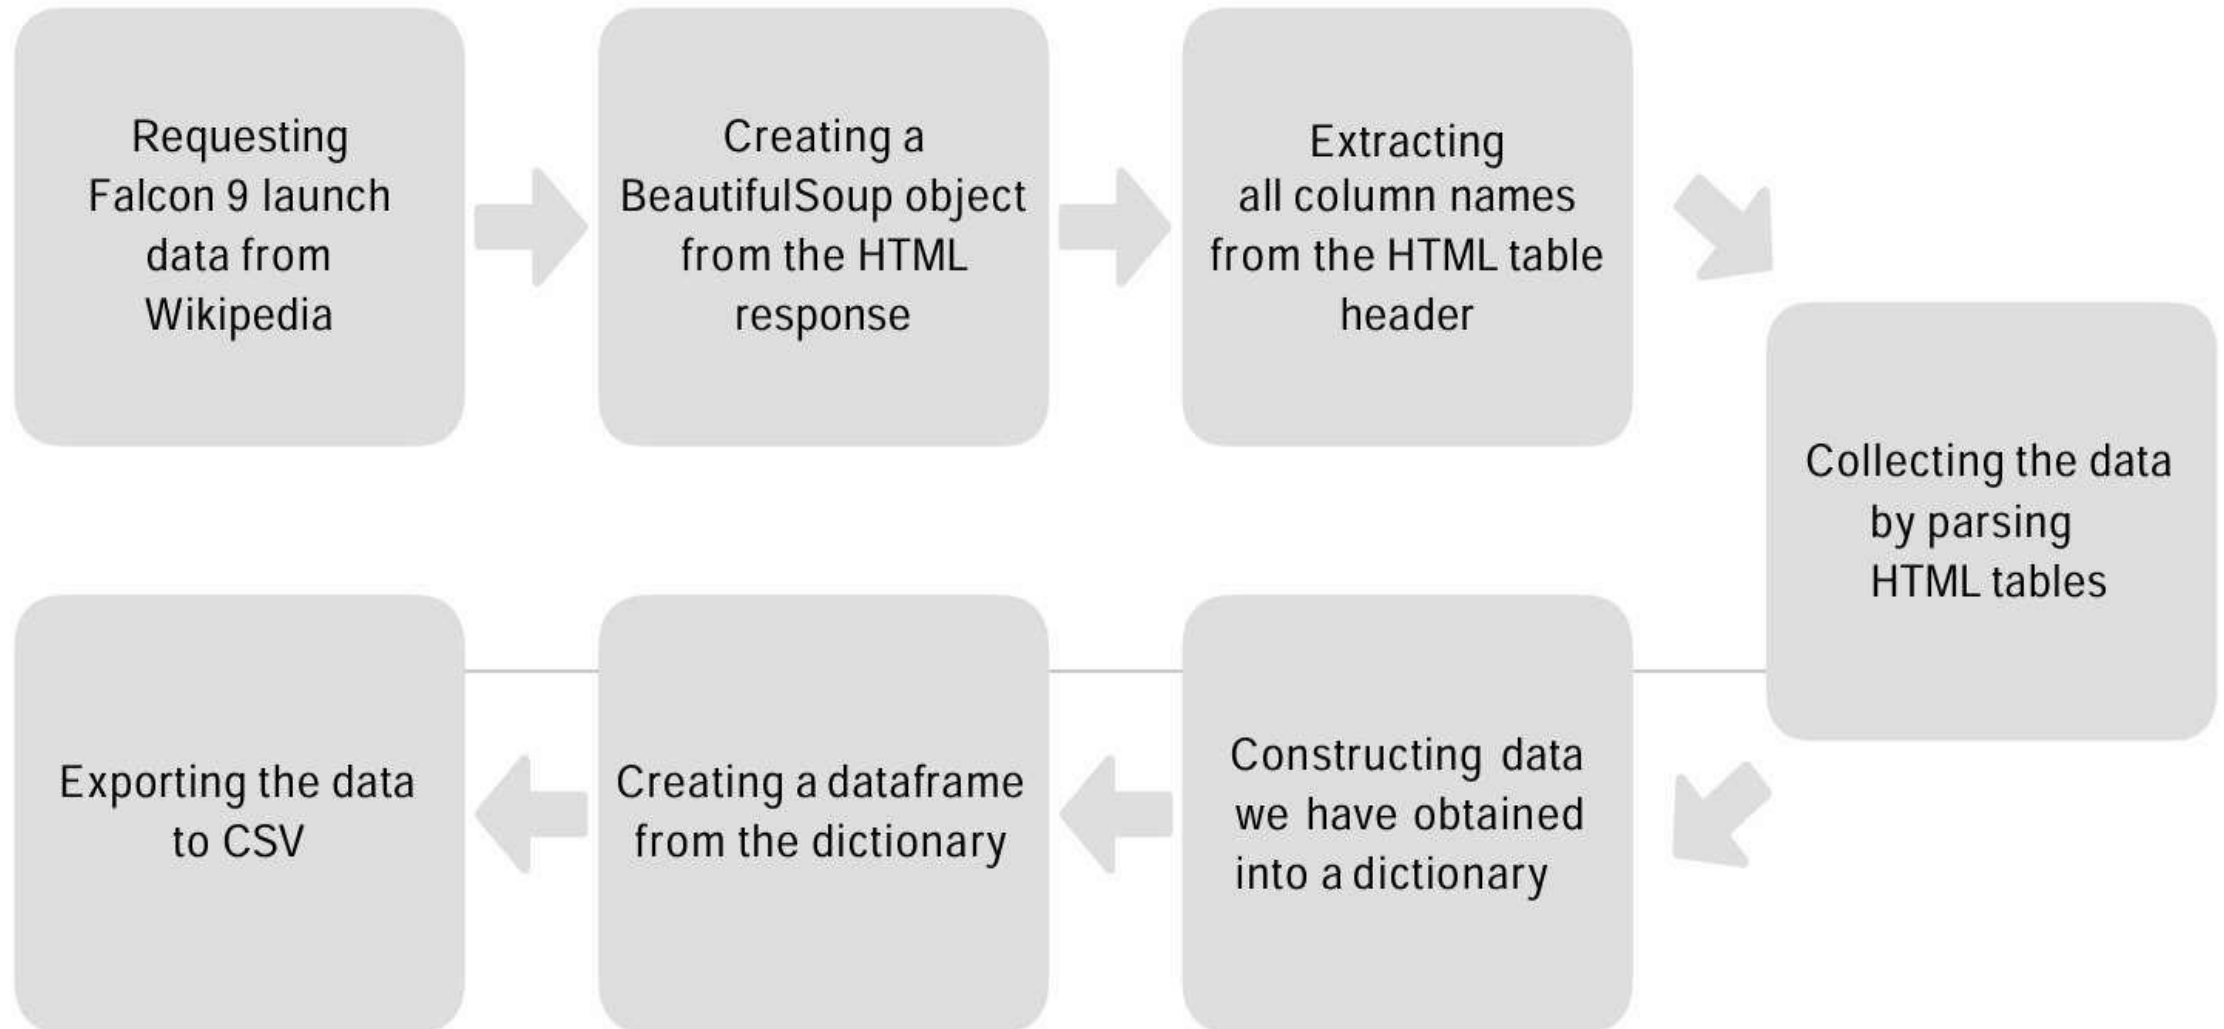 Requesting
Falcon 9 launch
data from
Wikipedia
Creating a
BeautifulSoup object
from the HTML
response
Extracting
all column names
from the HTML table
header
Collecting the data
by parsing
HTML tables
Constructing data
we have obtained
into a dictionary
Creating a dataframe
from the dictionary
Exporting the data
to CSV